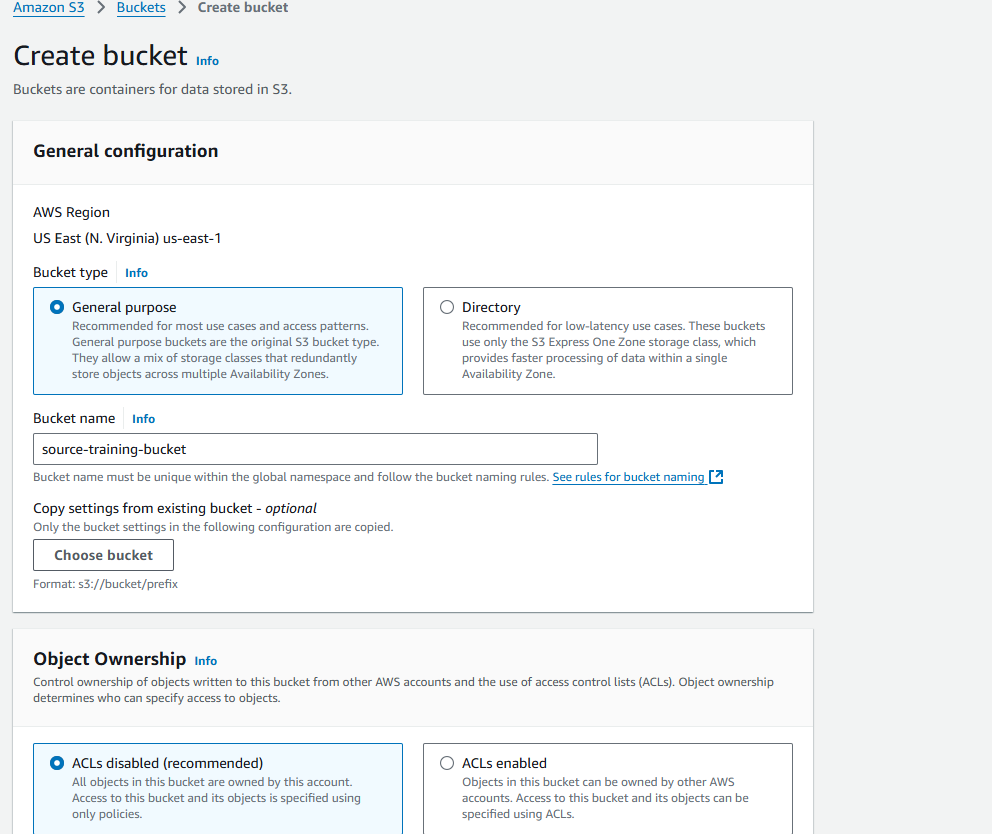 Amazon S3 > Buckets > Create bucket
Create bucket Info
Buckets are containers for data stored in S3.
General configuration
AWS Region
US East (N. Virginia) us-east-1
Bucket type Info
General purpose
Recommended for most use cases and access patterns.
General purpose buckets are the original S3 bucket type.
They allow a mix of storage classes that redundantly
store objects across multiple Availability Zones.
Directory
Recommended for low-latency use cases. These buckets
use only the S3 Express One Zone storage class, which
provides faster processing of data within a single
Availability Zone.
Bucket name Info
source-training-bucket
Bucket name must be unique within the global namespace and follow the bucket naming rules. See rules for bucket naming
Copy settings from existing bucket - optional
Only the bucket settings in the following configuration are copied.
Choose bucket
Format: s3://bucket/prefix
Object Ownership Info
Control ownership of objects written to this bucket from other AWS accounts and the use of access control lists (ACLs). Object ownership
determines who can specify access to objects.
ACLs disabled (recommended)
All objects in this bucket are owned by this account.
Access to this bucket and its objects is specified using
only policies.
ACLs enabled
Objects in this bucket can be owned by other AWS
accounts. Access to this bucket and its objects can be
specified using ACLs.